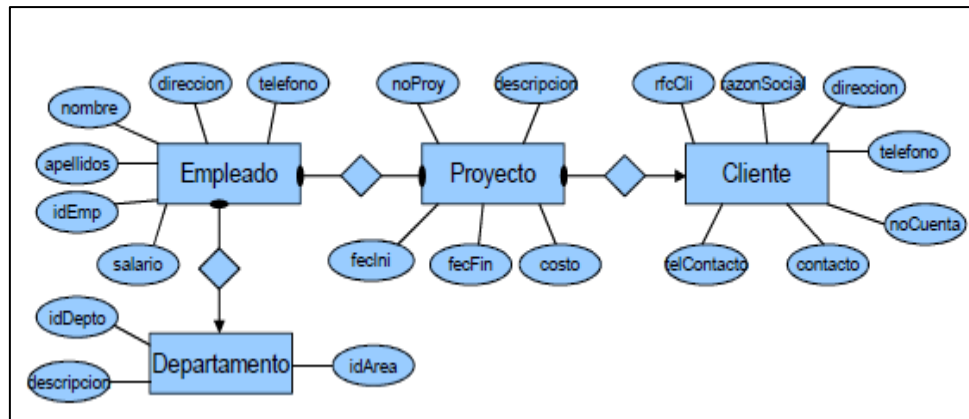 direccion
telefono
nombre
apellidos
idEmp
salario
Empleado
noProy
descripcion
Proyecto
fecIni
fecFin
costo
rfcCli
razonSocial
direccion
telefono
noCuenta
contacto
telContacto
Cliente
idDepto
descripcion
Departamento
idArea